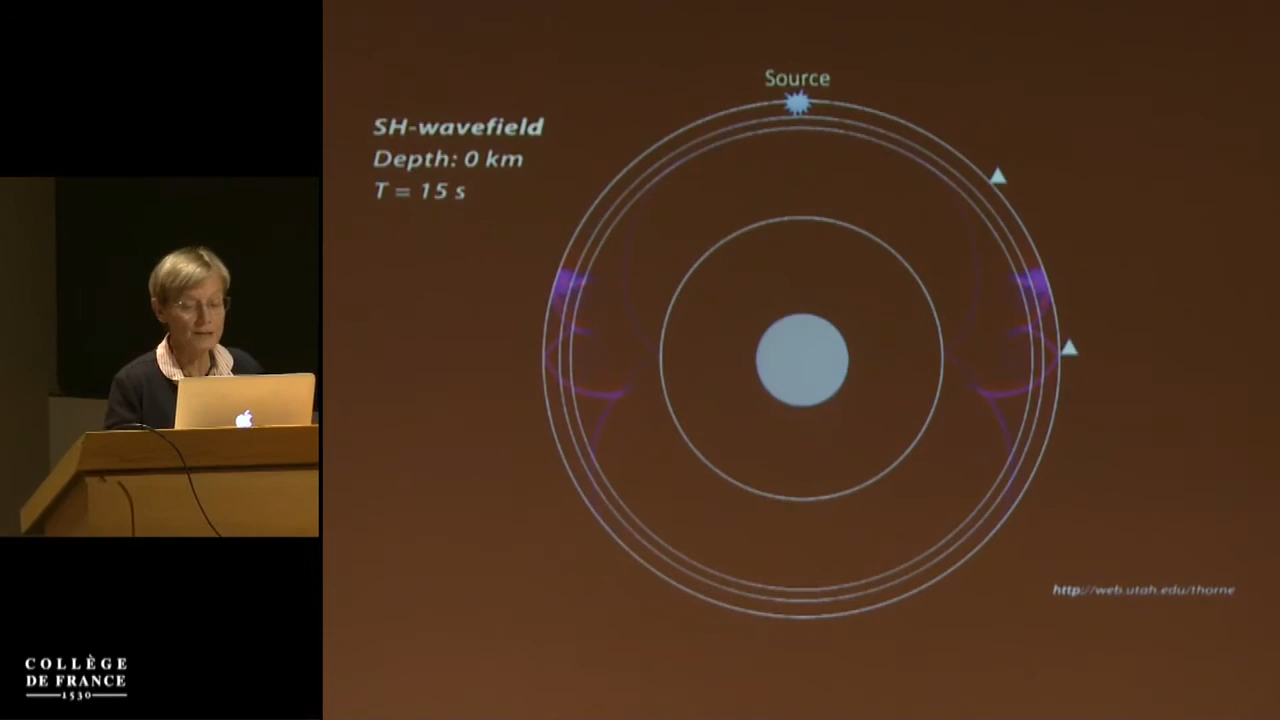 Source
SH-wavefield
Depth: 0 km
T = 15 s
http://web.utah.edu/thorne
COLLÈGE
DE FRANCE
1530